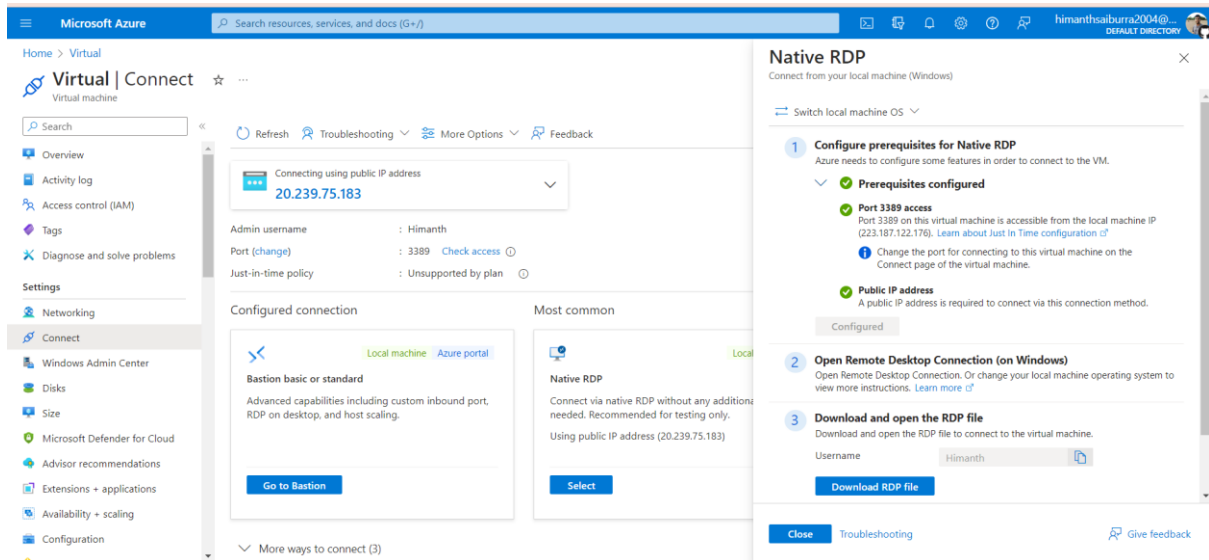 Microsoft Azure
Search resources, services, and docs (G+/)
himanthsaiburra2004@...
DEFAULT DIRECTORY
Home > Virtual
Virtual | Connect
Virtual machine
Search
Overview
Activity log
Access control (IAM)
Tags
Diagnose and solve problems
Settings
Networking
Connect
Windows Admin Center
Disks
Size
Microsoft Defender for Cloud
Advisor recommendations
Extensions + applications
Availability + scaling
Configuration
Refresh Troubleshooting More Options Feedback
Connecting using public IP address
20.239.75.183
Admin username : Himanth
Port (change) : 3389 Check access
Just-in-time policy : Unsupported by plan
Configured connection
Local machine Azure portal
Bastion basic or standard
Advanced capabilities including custom inbound port,
RDP on desktop, and host scaling.
Go to Bastion
Most common
Local
Native RDP
Connect via native RDP without any additiona
needed. Recommended for testing only.
Using public IP address (20.239.75.183)
Select
More ways to connect (3)
Native RDP
Connect from your local machine (Windows)
Switch local machine OS
1 Configure prerequisites for Native RDP
Azure needs to configure some features in order to connect to the VM.
Prerequisites configured
Port 3389 access
Port 3389 on this virtual machine is accessible from the local machine IP
(223.187.122.176). Learn about Just In Time configuration
Change the port for connecting to this virtual machine on the
Connect page of the virtual machine.
Public IP address
A public IP address is required to connect via this connection method.
Configured
2 Open Remote Desktop Connection (on Windows)
Open Remote Desktop Connection. Or change your local machine operating system to
view more instructions. Learn more
3 Download and open the RDP file
Download and open the RDP file to connect to the virtual machine.
Username Himanth
Download RDP file
Close Troubleshooting Give feedback